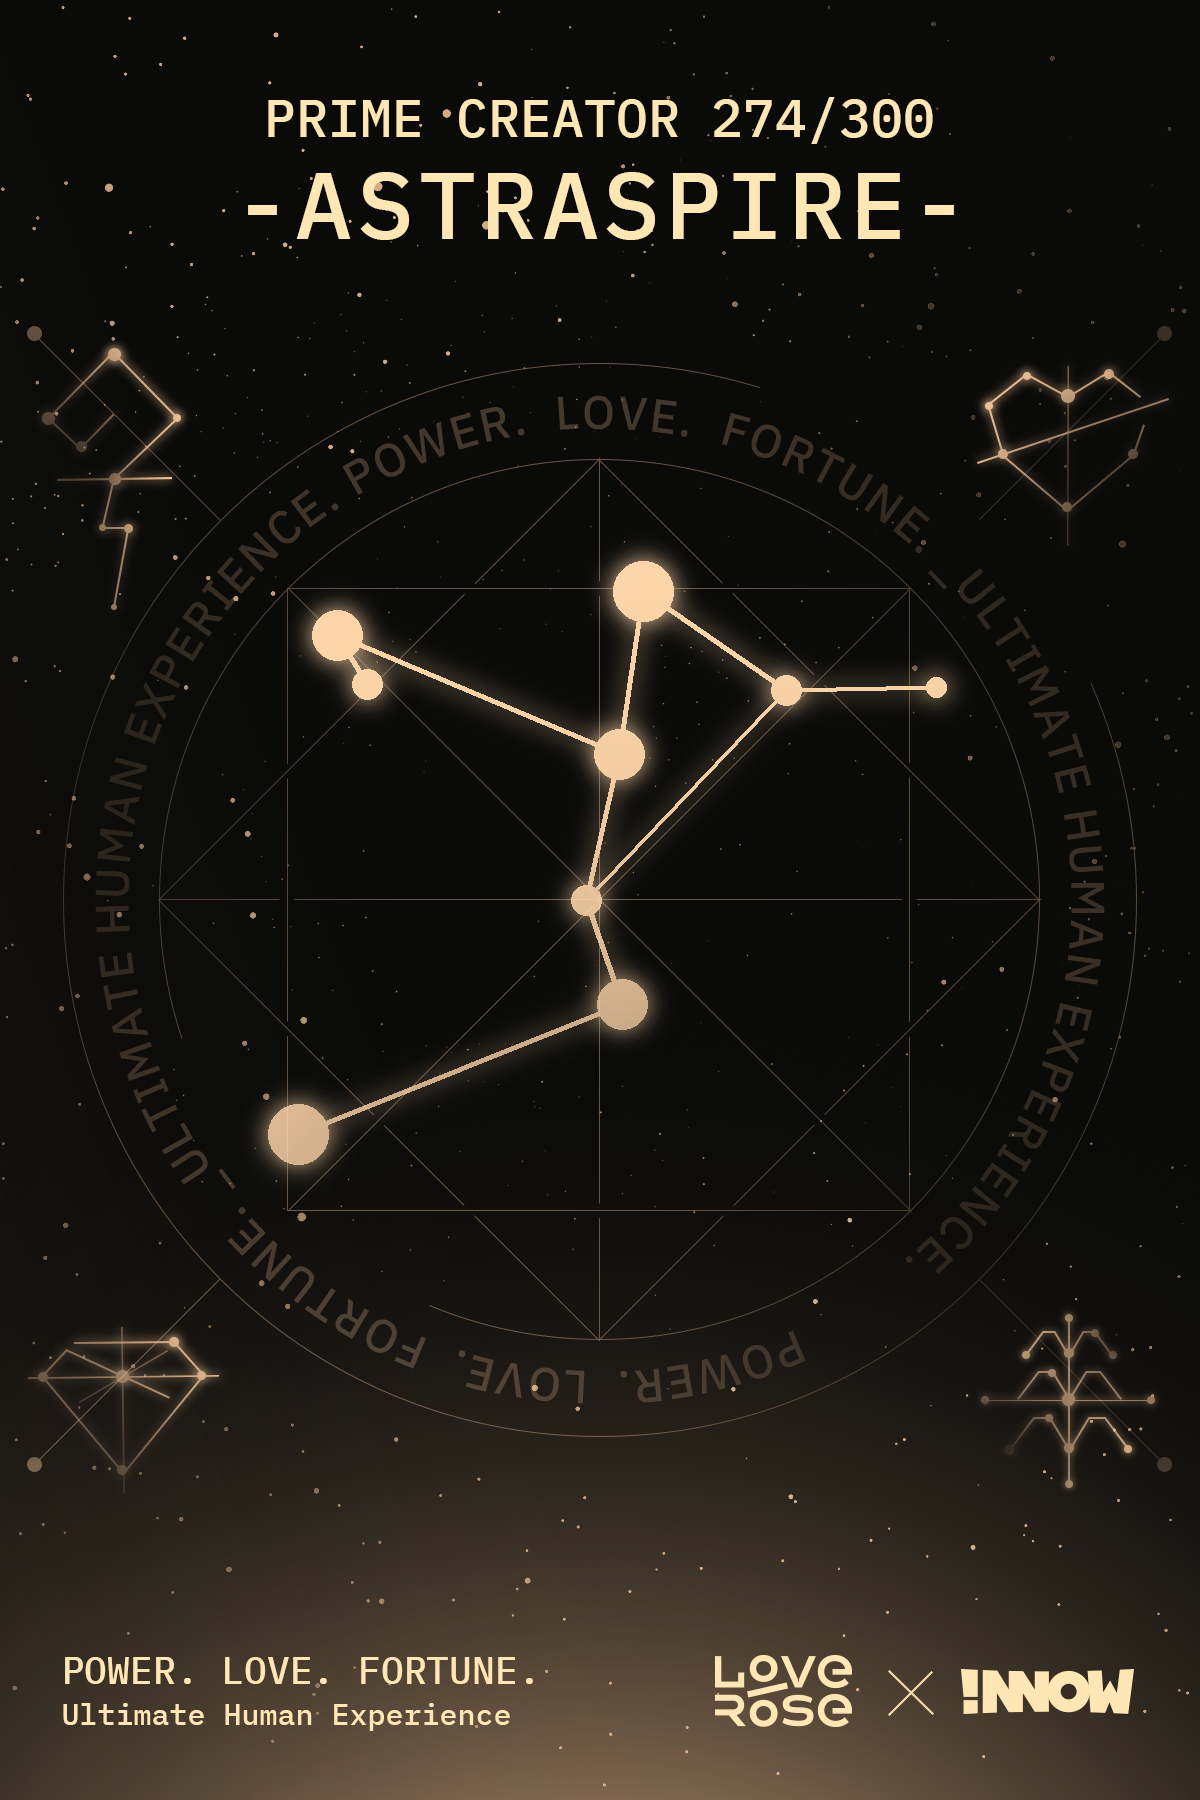 PRIME CREATOR 274/300
-ASTRASPIRE-
POWER. LOVE. FORTUNE. – ULTIMATE HUMAN EXPERIENCE.
POWER. LOVE. FORTUNE. – ULTIMATE HUMAN EXPERIENCE.
POWER. LOVE. FORTUNE.
Ultimate Human Experience
LOVE
ROSE
!NNOW